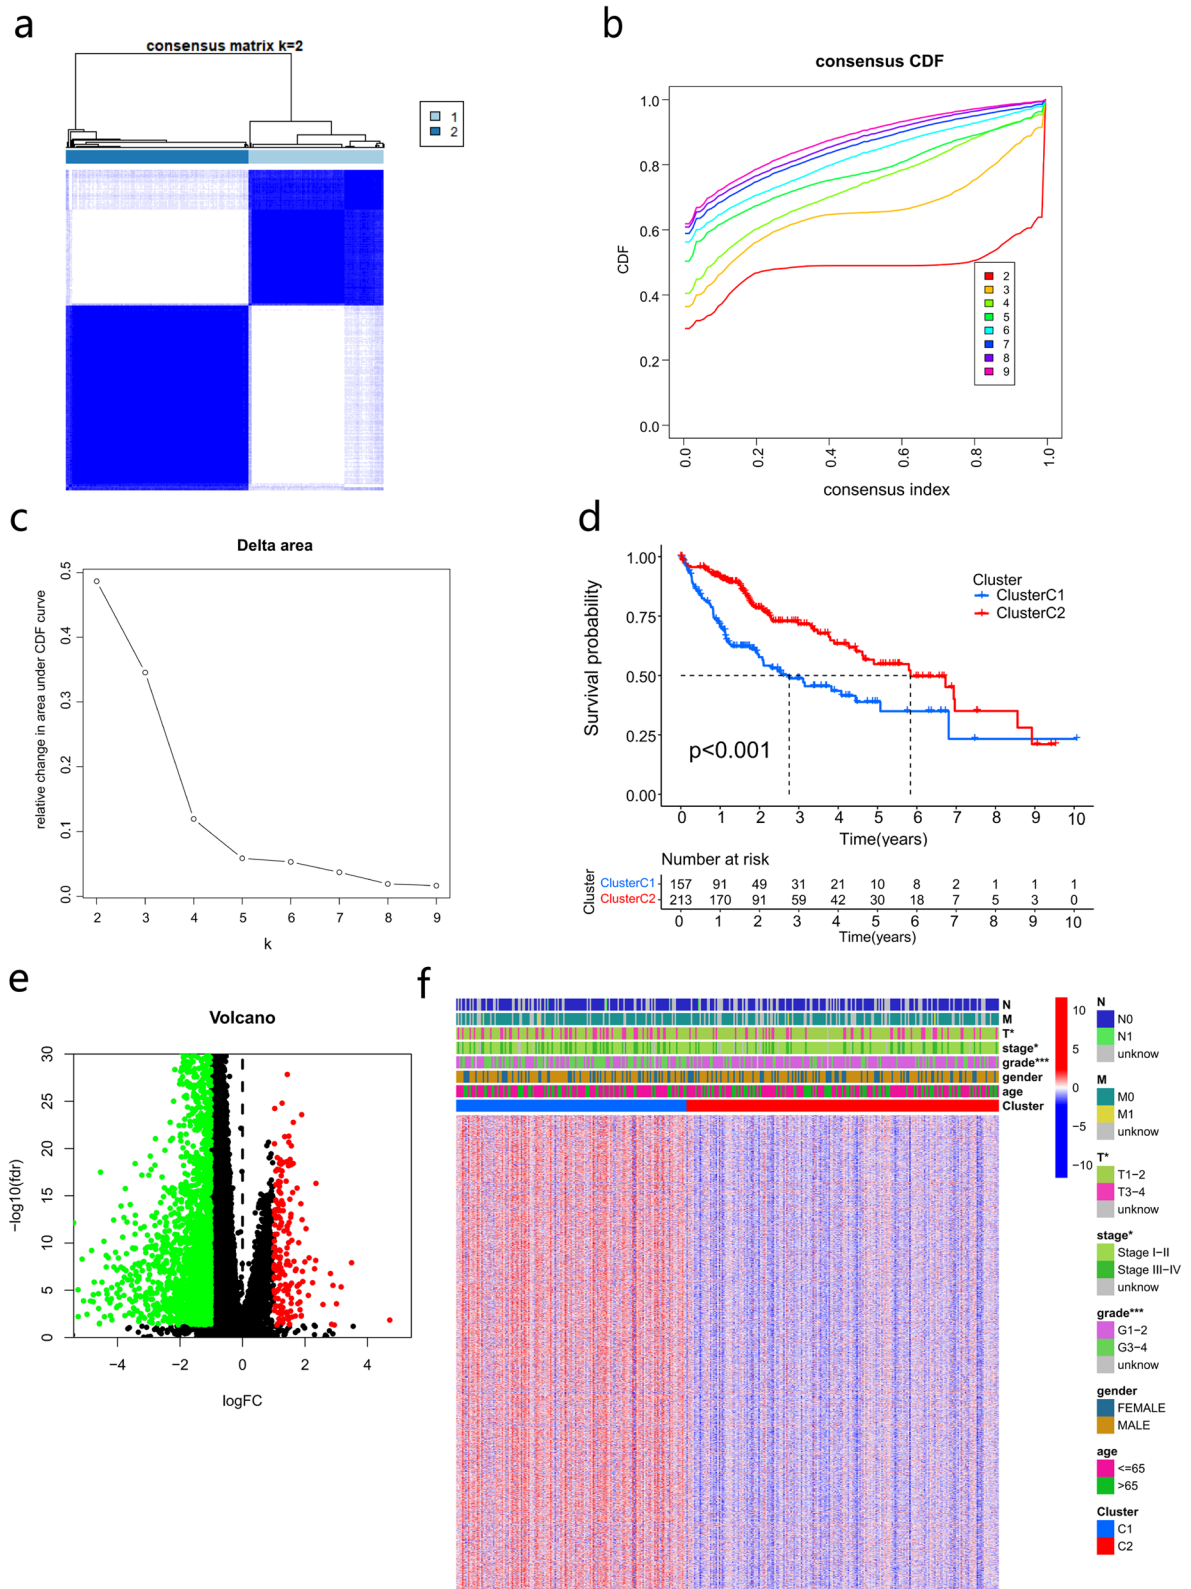 a
consensus matrix k=2
1
2
b
consensus CDF
1.0
0.8
0.6
0.4
0.2
0.0
CDF
2
3
4
5
6
7
8
9
0.0
0.2
0.4
0.6
0.8
1.0
consensus index
c
Delta area
0.5
0.4
0.3
0.2
0.1
0.0
relative change in area under CDF curve
2 3 4 5 6 7 8 9
k
d
1.00
0.75
0.50
0.25
0.00
Survival probability
Cluster
ClusterC1
ClusterC2
p<0.001
0 1 2 3 4 5 6 7 8 9 10
Time(years)
Number at risk
Cluster
ClusterC1 157 91 49 31 21 10 8 2 1 1 1
ClusterC2 213 170 91 59 42 30 18 7 5 3 0
0 1 2 3 4 5 6 7 8 9 10
Time(years)
e
Volcano
30
25
20
15
10
5
0
−log10(fdr)
−4 −2 0 2 4
logFC
f
N
M
T*
stage*
grade***
gender
age
Cluster
10
5
0
−5
−10
N
N0
N1
unknow
M
M0
M1
unknow
T*
T1−2
T3−4
unknow
stage*
Stage I−II
Stage III−IV
unknow
grade***
G1−2
G3−4
unknow
gender
FEMALE
MALE
age
<=65
>65
Cluster
C1
C2